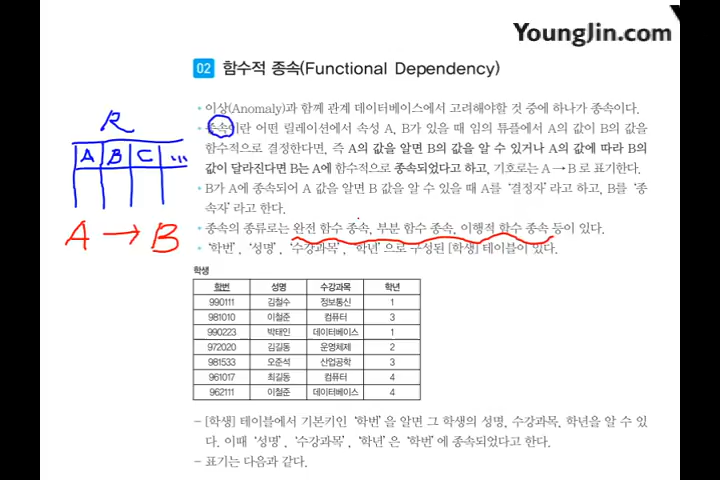 YoungJin.com
02 함수적 종속(Functional Dependency)
• 이상(Anomaly)과 함께 관계 데이터베이스에서 고려해야할 것 중에 하나가 종속이다.
• 종속이란 어떤 릴레이션에서 속성 A, B가 있을 때 임의 튜플에서 A의 값이 B의 값을
함수적으로 결정한다면, 즉 A의 값을 알면 B의 값을 알 수 있거나 A의 값에 따라 B의
값이 달라진다면 B는 A에 함수적으로 종속되었다고 하고, 기호로는 A→B로 표기한다.
• B가 A에 종속되어 A 값을 알면 B 값을 알 수 있을 때 A를 '결정자'라고 하고, B를 '종
속자'라고 한다.
• 종속의 종류로는 완전 함수 종속, 부분 함수 종속, 이행적 함수 종속 등이 있다.
• '학번', '성명', '수강과목', '학년'으로 구성된 [학생] 테이블이 있다.
R
A B C ...
A → B
학생
학번 성명 수강과목 학년
990111 김철수 정보통신 1
981010 이철준 컴퓨터 3
990223 박태인 데이터베이스 1
972020 김길동 운영체제 2
981533 오준석 산업공학 3
961017 최길동 컴퓨터 4
962111 이철준 데이터베이스 4
– [학생] 테이블에서 기본키인 '학번'을 알면 그 학생의 성명, 수강과목, 학년을 알 수 있
다. 이때 '성명', '수강과목', '학년'은 '학번'에 종속되었다고 한다.
– 표기는 다음과 같다.